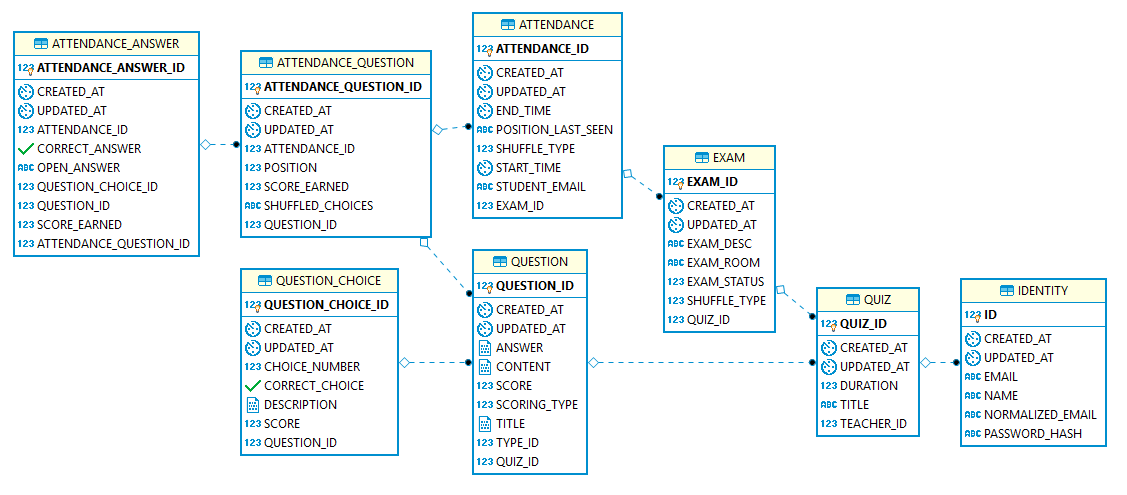 ATTENDANCE_ANSWER
123 ATTENDANCE_ANSWER_ID
CREATED_AT
UPDATED_AT
123 ATTENDANCE_ID
CORRECT_ANSWER
ABC OPEN_ANSWER
123 QUESTION_CHOICE_ID
123 QUESTION_ID
123 SCORE_EARNED
123 ATTENDANCE_QUESTION_ID
ATTENDANCE_QUESTION
123 ATTENDANCE_QUESTION_ID
CREATED_AT
UPDATED_AT
123 ATTENDANCE_ID
123 POSITION
123 SCORE_EARNED
ABC SHUFFLED_CHOICES
123 QUESTION_ID
ATTENDANCE
123 ATTENDANCE_ID
CREATED_AT
UPDATED_AT
END_TIME
ABC POSITION_LAST_SEEN
123 SHUFFLE_TYPE
START_TIME
ABC STUDENT_EMAIL
123 EXAM_ID
EXAM
123 EXAM_ID
CREATED_AT
UPDATED_AT
ABC EXAM_DESC
ABC EXAM_ROOM
123 EXAM_STATUS
123 SHUFFLE_TYPE
123 QUIZ_ID
QUESTION_CHOICE
123 QUESTION_CHOICE_ID
CREATED_AT
UPDATED_AT
123 CHOICE_NUMBER
CORRECT_CHOICE
DESCRIPTION
123 SCORE
123 QUESTION_ID
QUESTION
123 QUESTION_ID
CREATED_AT
UPDATED_AT
ANSWER
CONTENT
123 SCORE
123 SCORING_TYPE
TITLE
123 TYPE_ID
123 QUIZ_ID
QUIZ
123 QUIZ_ID
CREATED_AT
UPDATED_AT
123 DURATION
ABC TITLE
123 TEACHER_ID
IDENTITY
123 ID
CREATED_AT
UPDATED_AT
ABC EMAIL
ABC NAME
ABC NORMALIZED_EMAIL
ABC PASSWORD_HASH